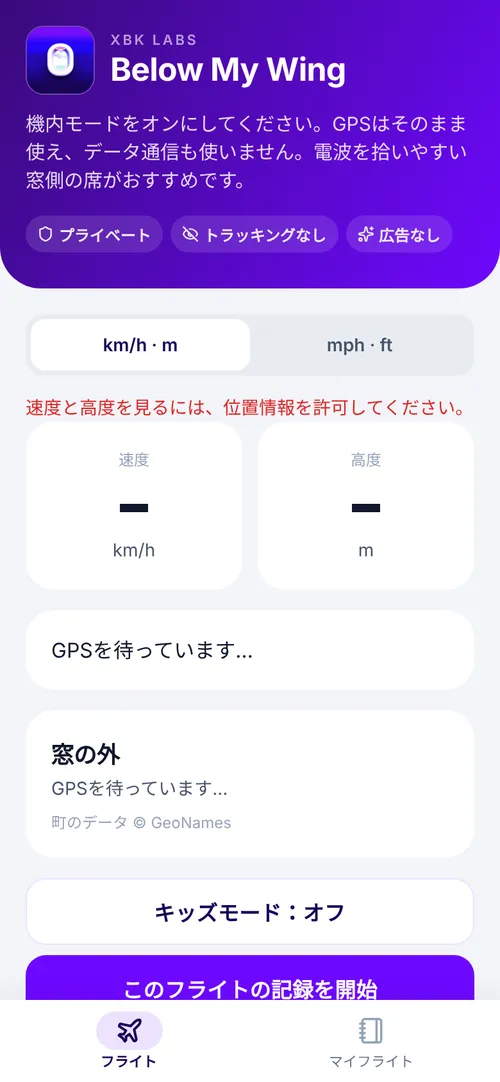 XBK LABS
Below My Wing
機内モードをオンにしてください。GPSはそのまま
使え、データ通信も使いません。電波を拾いやすい
窓側の席がおすすめです。
プライベート
トラッキングなし
広告なし
km/h · m
mph · ft
速度と高度を見るには、位置情報を許可してください。
速度
高度
km/h
m
GPSを待っています...
窓の外
GPSを待っています...
町のデータ © GeoNames
キッズモード：オフ
このフライトの記録を開始
フライト
マイフライト